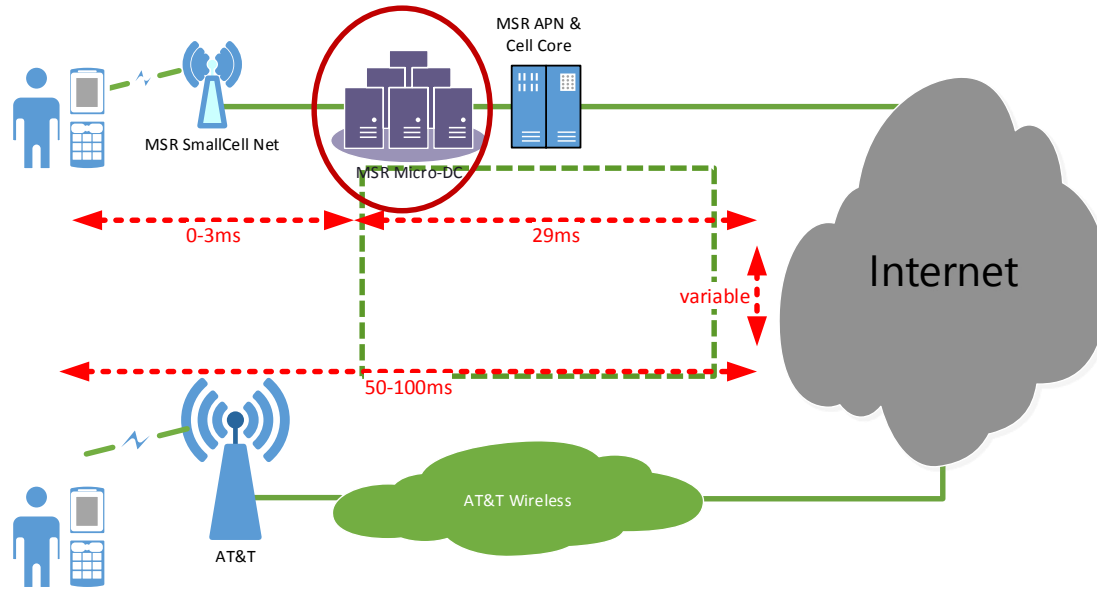 MSR APN &
Cell Core
MSR SmallCell Net
MSR Micro-DC
0-3ms
29ms
Internet
variable
50-100ms
AT&T Wireless
AT&T